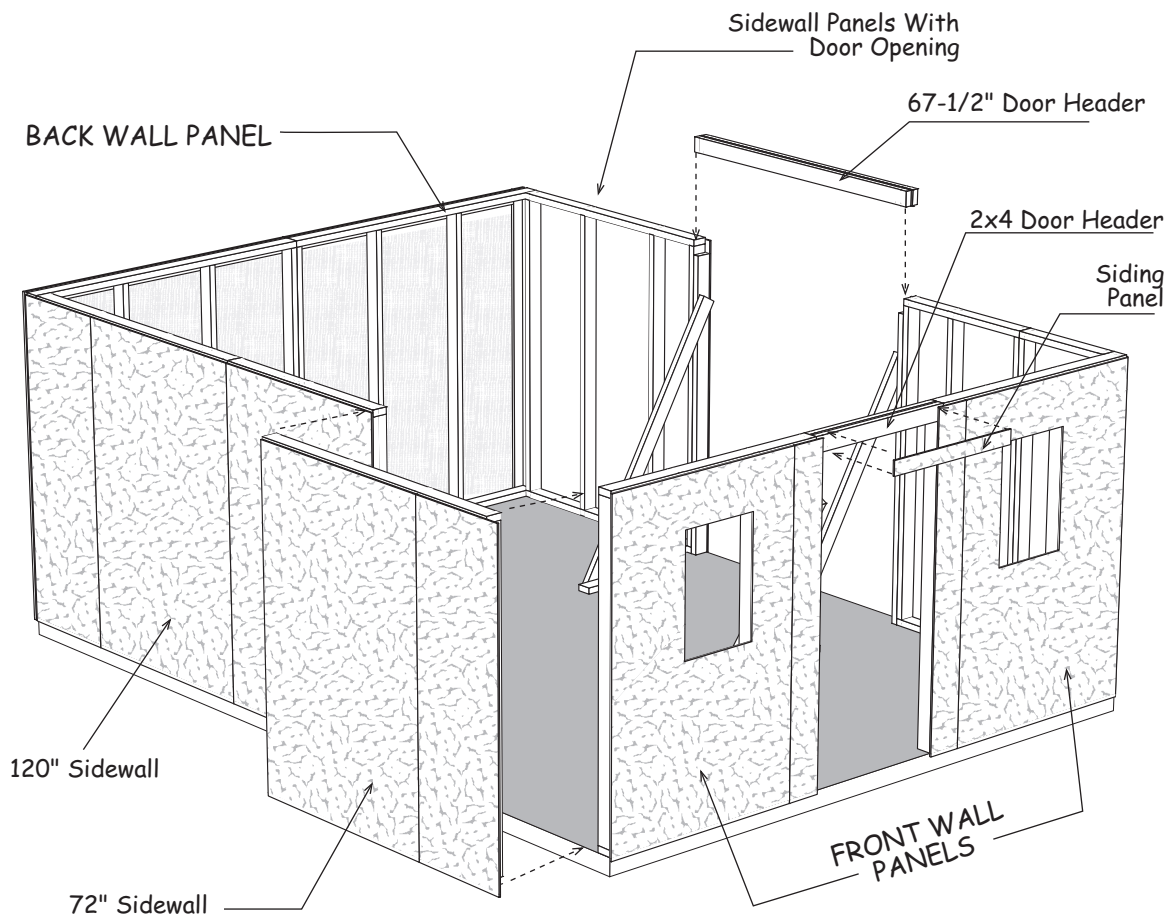 Sidewall Panels With
Door Opening
67-1/2" Door Header
BACK WALL PANEL
2x4 Door Header
Siding
Panel
120" Sidewall
FRONT WALL
PANELS
72" Sidewall